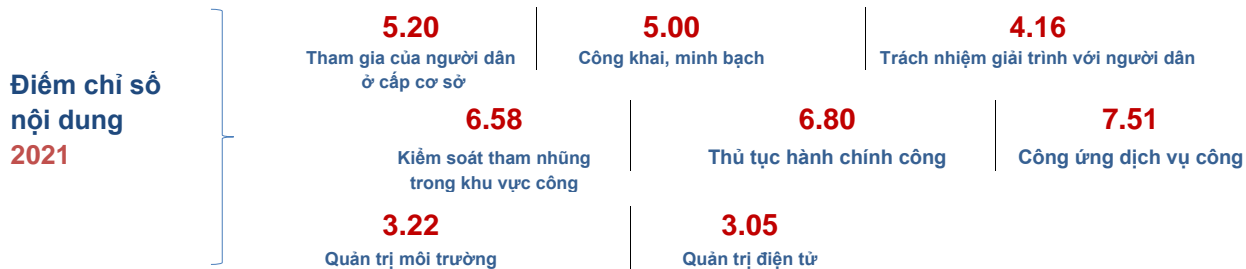 Điểm chỉ số
nội dung
2021
5.20
Tham gia của người dân
ở cấp cơ sở
5.00
Công khai, minh bạch
4.16
Trách nhiệm giải trình với người dân
6.58
Kiểm soát tham nhũng
trong khu vực công
6.80
Thủ tục hành chính công
7.51
Công ứng dịch vụ công
3.22
Quản trị môi trường
3.05
Quản trị điện tử